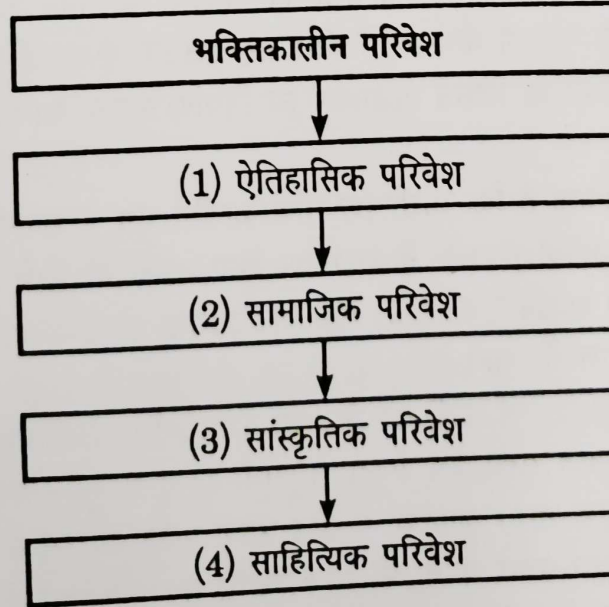 भक्तिकालीन परिवेश
(1) ऐतिहासिक परिवेश
(2) सामाजिक परिवेश
(3) सांस्कृतिक परिवेश
(4) साहित्यिक परिवेश